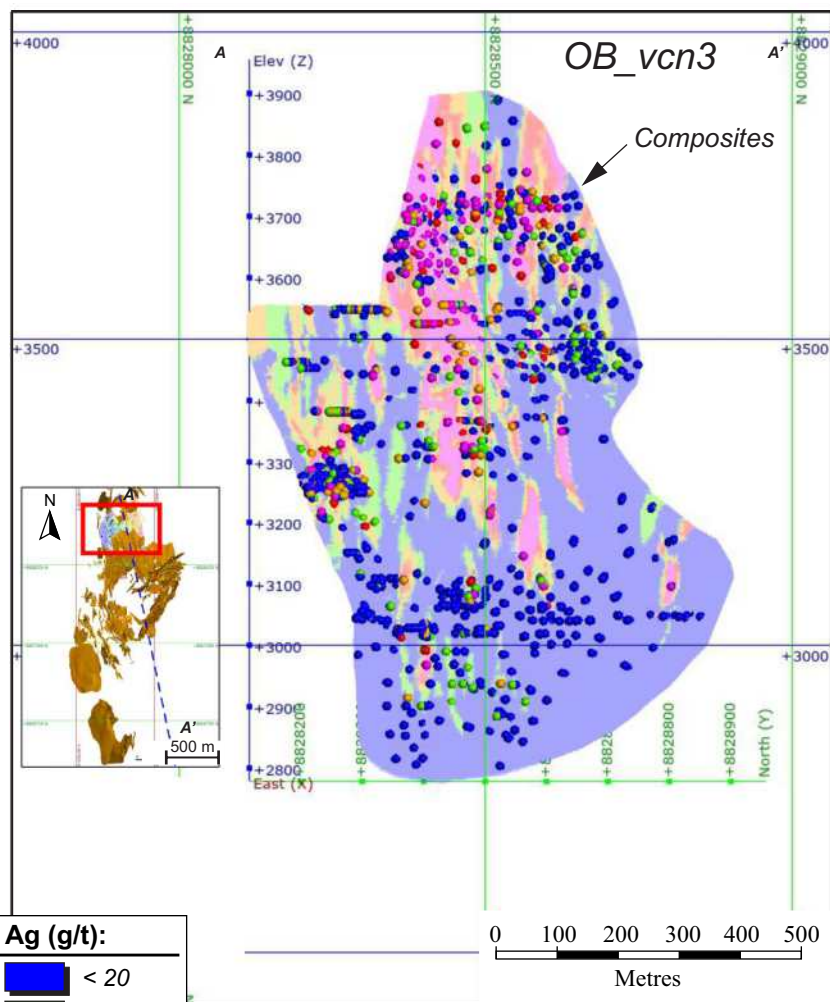 +8828000 N
+8828500 N
+8829000 N
+4000
+4000
A
OB_vcn3
A'
Elev (Z)
+3900
Composites
+3800
+3700
+3600
+3500
+3500
+
+330
+3200
+3100
+3000
+3000
+2900
+2800
N
A
A'
500 m
+8828200
+8828800
+8828900
North (Y)
East (X)
Ag (g/t):
< 20
0 100 200 300 400 500
Metres